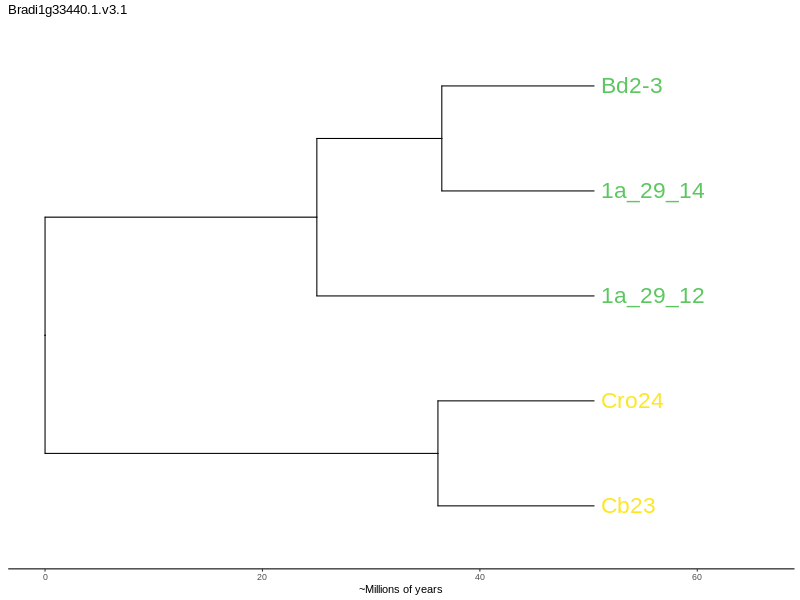 Bradi1g33440.1.v3.1
Bd2-3
1a_29_14
1a_29_12
Cro24
Cb23
0 20 40 60
~Millions of years